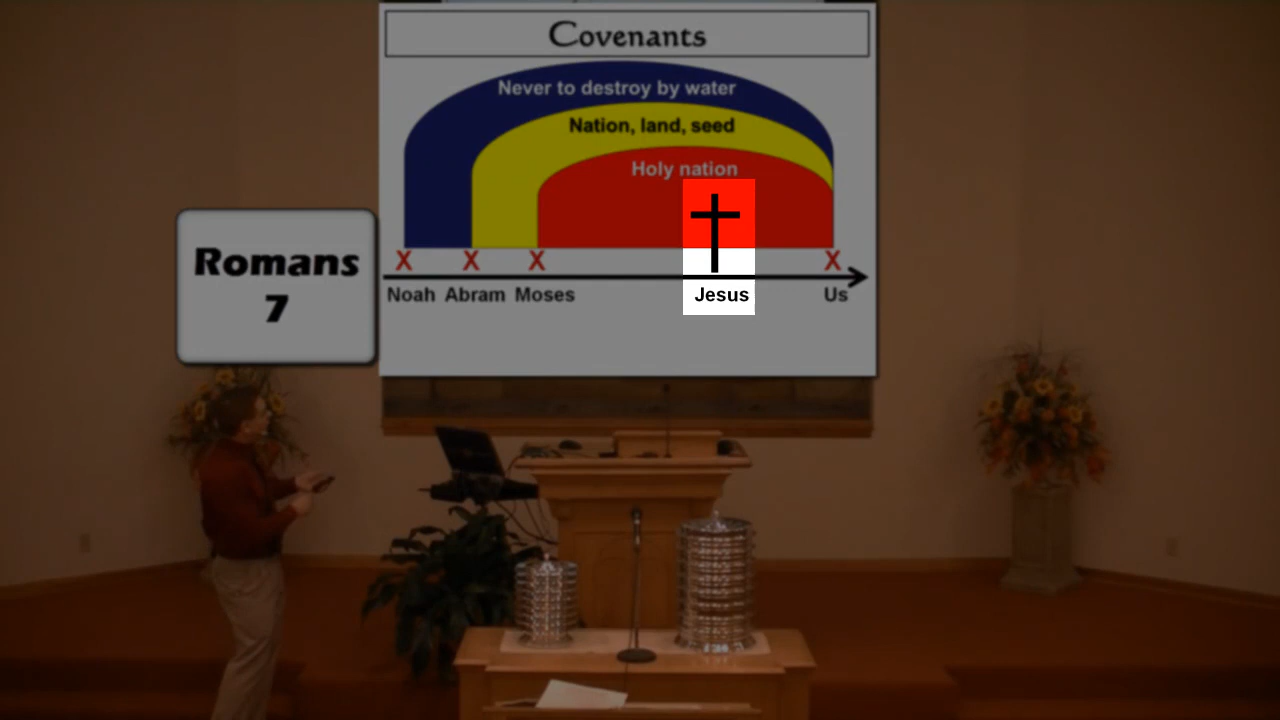 Covenants
Never to destroy by water
Nation, land, seed
Holy nation
X X X X
Noah Abram Moses Jesus Us
Romans
7